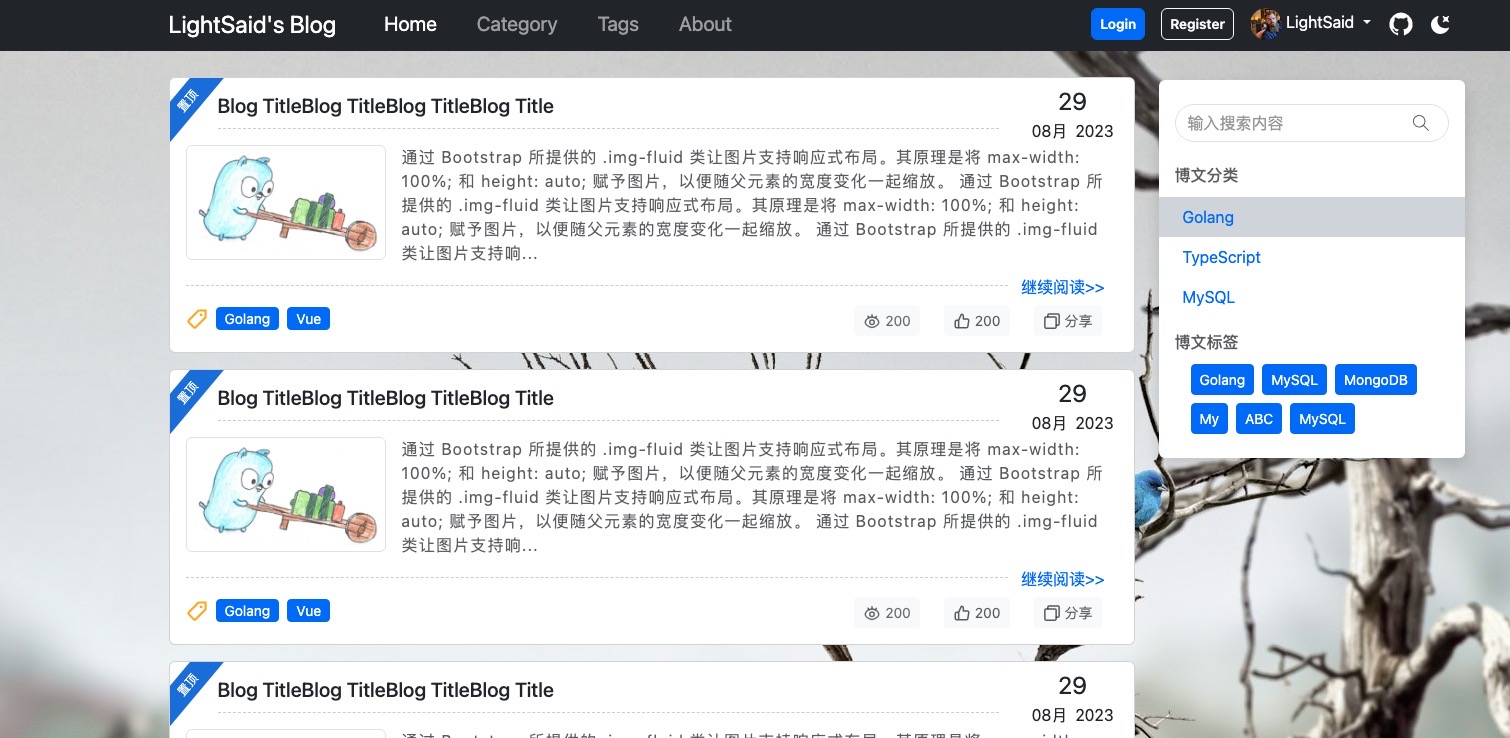 LightSaid's Blog Home Category Tags About Login Register LightSaid
置顶
Blog TitleBlog TitleBlog TitleBlog Title
29
08月 2023
通过 Bootstrap 所提供的 .img-fluid 类让图片支持响应式布局。其原理是将 max-width:
100%; 和 height: auto; 赋予图片，以便随父元素的宽度变化一起缩放。 通过 Bootstrap 所
提供的 .img-fluid 类让图片支持响应式布局。其原理是将 max-width: 100%; 和 height:
auto; 赋予图片，以便随父元素的宽度变化一起缩放。 通过 Bootstrap 所提供的 .img-fluid
类让图片支持响...
继续阅读>>
Golang Vue 200 200 分享
置顶
Blog TitleBlog TitleBlog TitleBlog Title
29
08月 2023
通过 Bootstrap 所提供的 .img-fluid 类让图片支持响应式布局。其原理是将 max-width:
100%; 和 height: auto; 赋予图片，以便随父元素的宽度变化一起缩放。 通过 Bootstrap 所
提供的 .img-fluid 类让图片支持响应式布局。其原理是将 max-width: 100%; 和 height:
auto; 赋予图片，以便随父元素的宽度变化一起缩放。 通过 Bootstrap 所提供的 .img-fluid
类让图片支持响...
继续阅读>>
Golang Vue 200 200 分享
置顶
Blog TitleBlog TitleBlog TitleBlog Title
29
08月 2023
输入搜索内容
博文分类
Golang
TypeScript
MySQL
博文标签
Golang MySQL MongoDB
My ABC MySQL